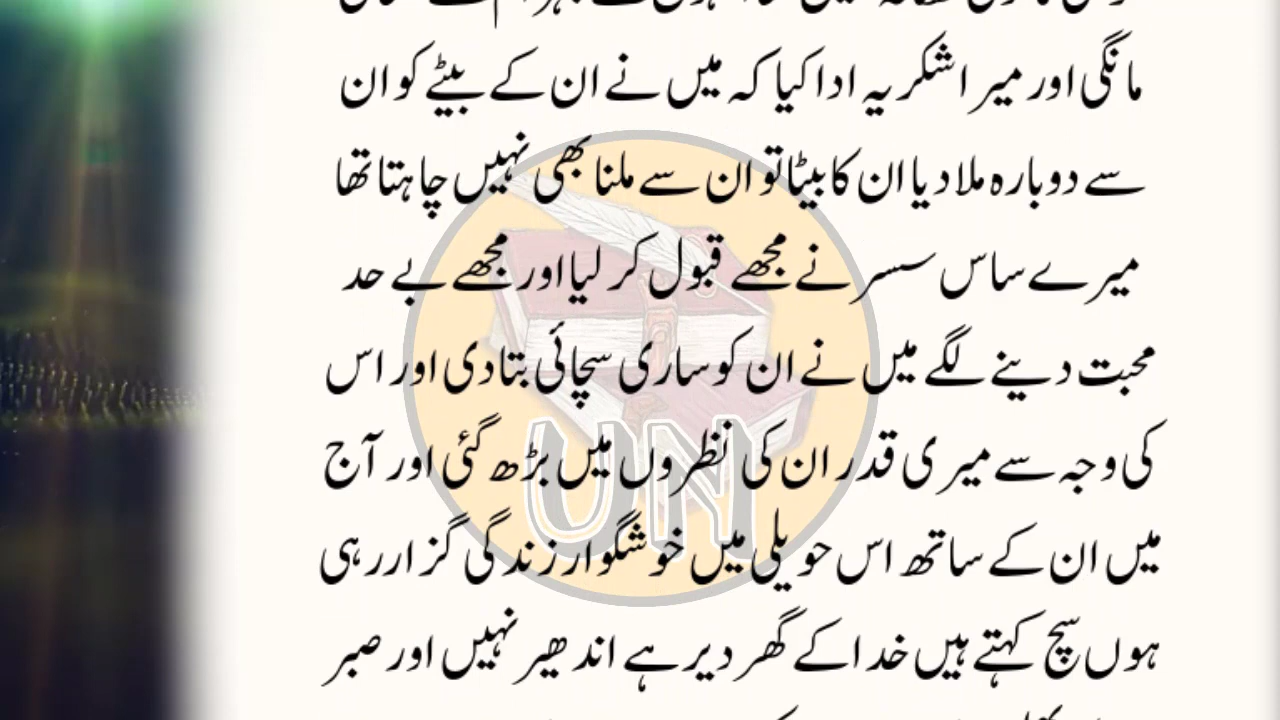 مانگی اور میرا شکریہ ادا کیا کہ میں نے ان کے بیٹے کو ان
سے دوبارہ ملا دیا ان کا بیٹا تو ان سے ملنا بھی نہیں چاہتا تھا
میرے ساس سسر نے مجھے قبول کر لیا اور مجھے بے حد
محبت دینے لگے میں نے ان کو ساری سچائی بتا دی اور اس
کی وجہ سے میری قدر ان کی نظروں میں بڑھ گئی اور آج
میں ان کے ساتھ اس حویلی میں خوشگوار زندگی گزار رہی
ہوں سچ کہتے ہیں خدا کے گھر دیر ہے اندھیر نہیں اور صبر
UN